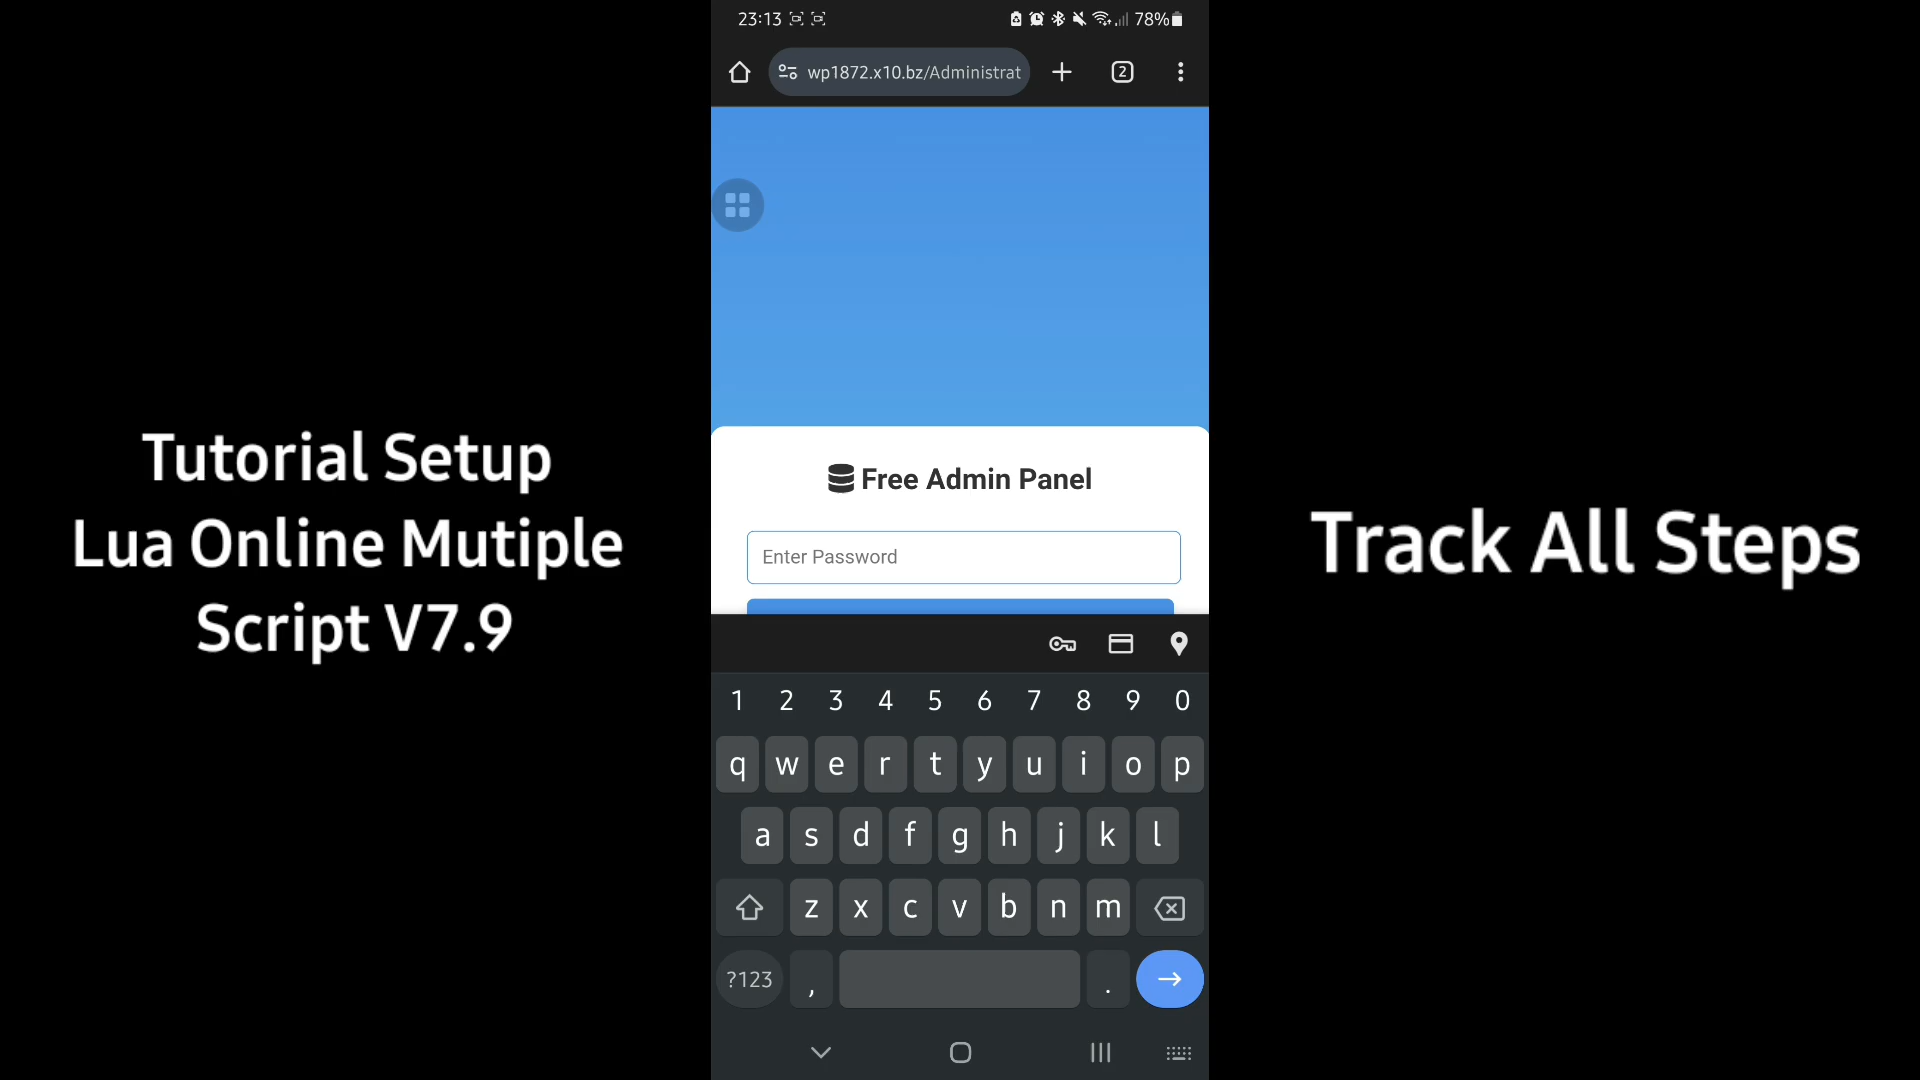 23:13
78%
wp1872.x10.bz/Administrat
2
Tutorial Setup
Lua Online Mutiple
Script V7.9
Track All Steps
Free Admin Panel
Enter Password
1 2 3 4 5 6 7 8 9 0
q w e r t y u i o p
a s d f g h j k l
z x c v b n m
?123 , .